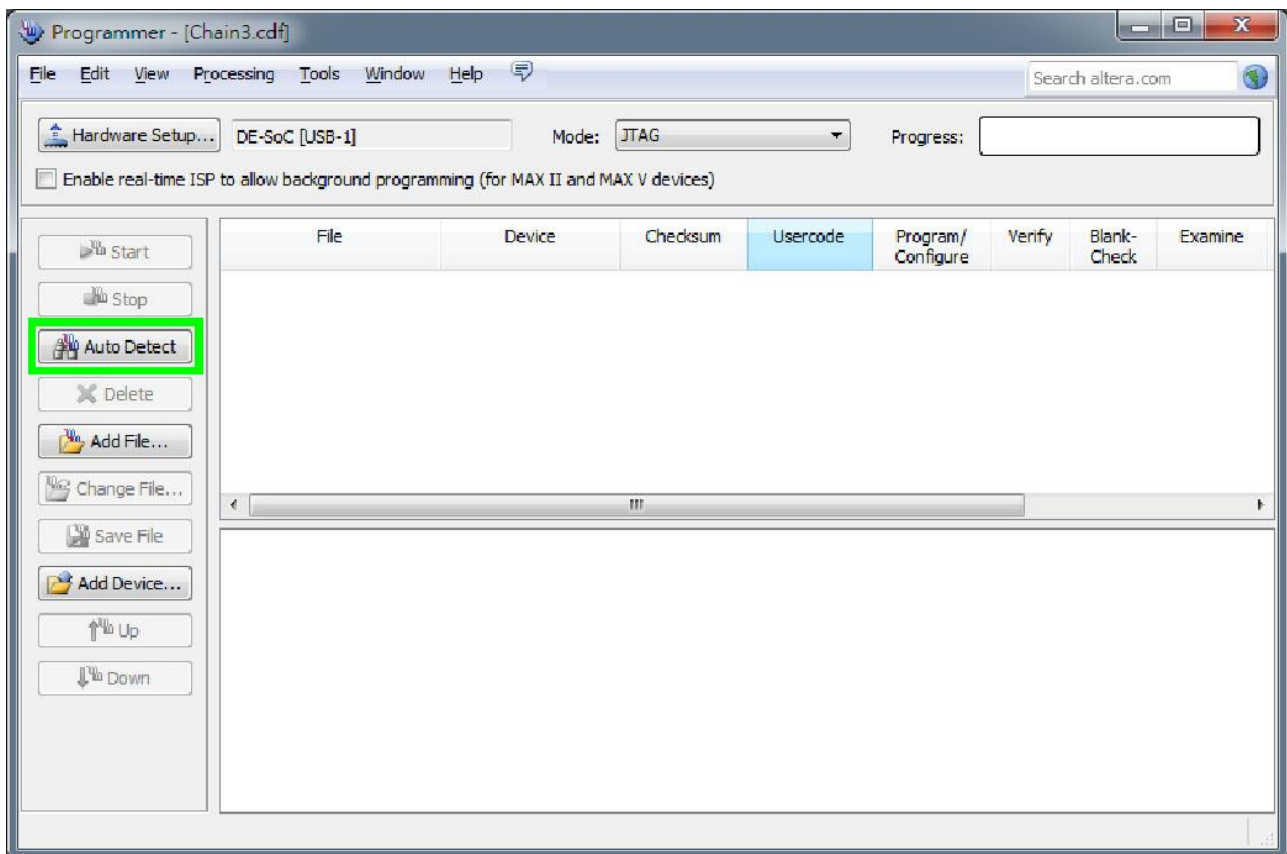 Programmer - [Chain3.cdf]
File Edit View Processing Tools Window Help Search altera.com
Hardware Setup... DE-SoC [USB-1] Mode: JTAG Progress:
Enable real-time ISP to allow background programming (for MAX II and MAX V devices)
File Device Checksum Usercode Program/ Configure Verify Blank- Check Examine
Start
Stop
Auto Detect
Delete
Add File...
Change File...
Save File
Add Device...
Up
Down